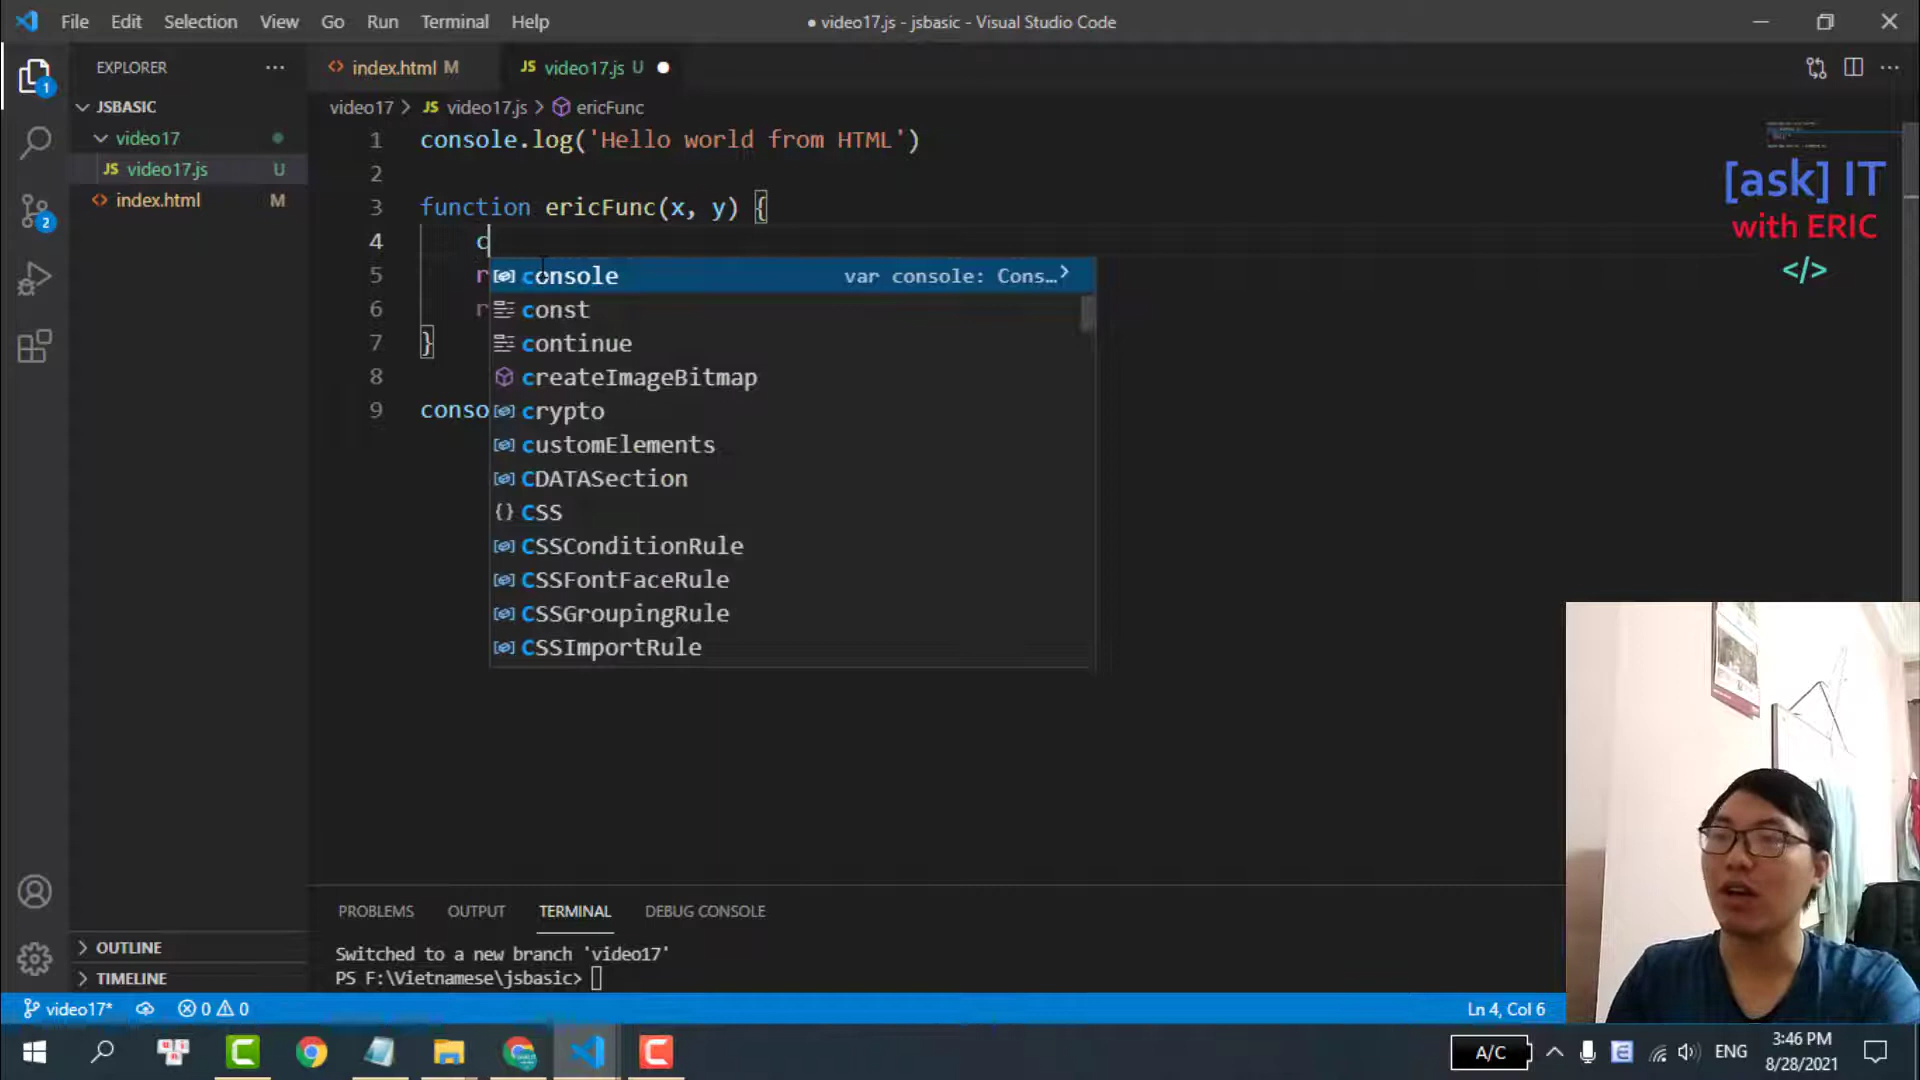 File Edit Selection View Go Run Terminal Help
● video17.js - jsbasic - Visual Studio Code
EXPLORER
index.html M
JS video17.js U
JSBASIC
video17
JS video17.js U
index.html M
video17 > JS video17.js > ericFunc
1 console.log('Hello world from HTML')
2
3 function ericFunc(x, y) {
4 c
5 r
6 r
7 }
8
9 conso
console var console: Cons…
const
continue
createImageBitmap
crypto
customElements
CDATASection
CSS
CSSConditionRule
CSSFontFaceRule
CSSGroupingRule
CSSImportRule
[ask] IT
with ERIC
</>
1
2
PROBLEMS OUTPUT TERMINAL DEBUG CONSOLE
Switched to a new branch 'video17'
PS F:\Vietnamese\jsbasic>
OUTLINE
TIMELINE
video17* 0 0
Ln 4, Col 6
A/C
ENG
3:46 PM
8/28/2021